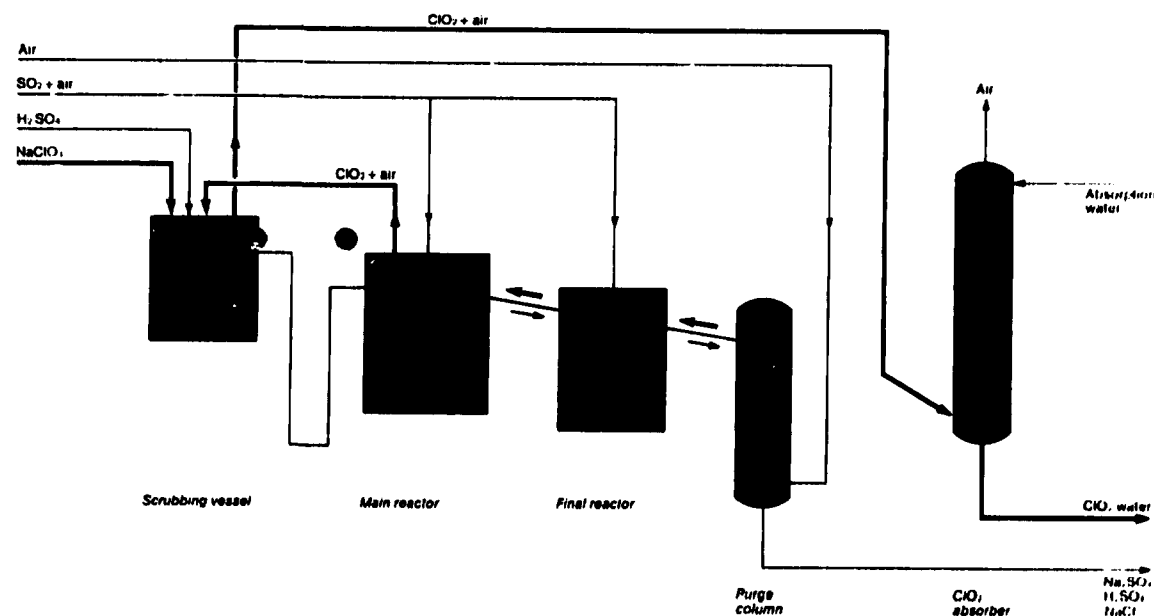 ClO₂ + air
Air
SO₂ + air
Air
H₂SO₄
NaClO₃
ClO₂ + air
Absorption
water
Scrubbing vessel
Main reactor
Final reactor
ClO₂ water
Purge
column
ClO₂
absorber
Na₂SO₄
H₂SO₄
NaCl